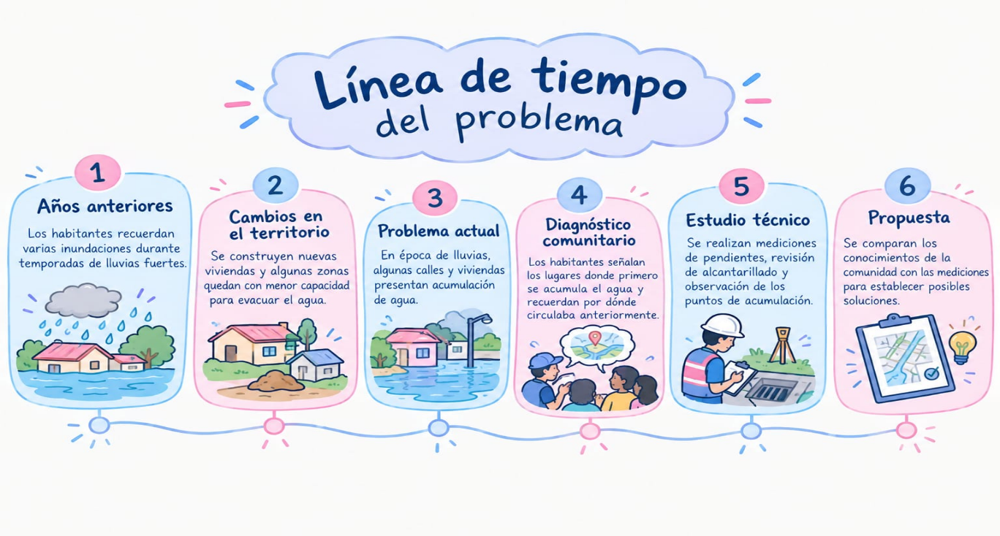 Línea de tiempo
del problema
1
Años anteriores
Los habitantes recuerdan
varias inundaciones durante
temporadas de lluvias fuertes.
2
Cambios en
el territorio
Se construyen nuevas
viviendas y algunas zonas
quedan con menor capacidad
para evacuar el agua.
3
Problema actual
En época de lluvias,
algunas calles y viviendas
presentan acumulación
de agua.
4
Diagnóstico
comunitario
Los habitantes señalan
los lugares donde primero
se acumula el agua y
recuerdan por dónde
circulaba anteriormente.
5
Estudio técnico
Se realizan mediciones
de pendientes, revisión
de alcantarillado y
observación de los
puntos de acumulación.
6
Propuesta
Se comparan los
conocimientos de la
comunidad con las mediciones
para establecer posibles
soluciones.